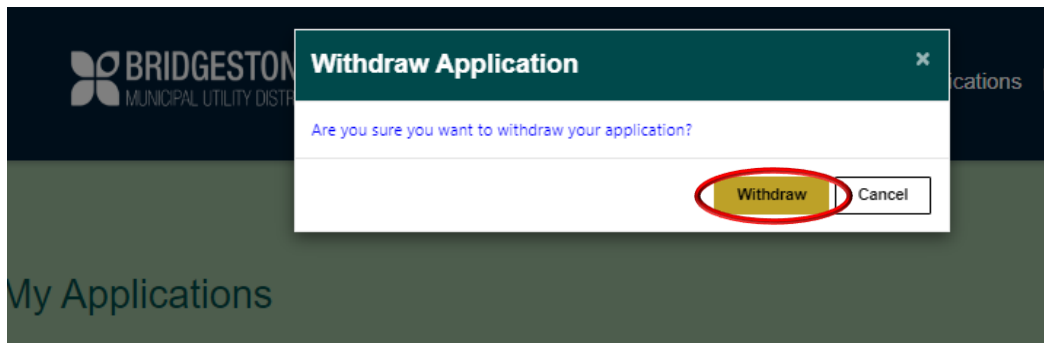 BRIDGESTON
MUNICIPAL UTILITY DISTR
Withdraw Application
×
ications
Are you sure you want to withdraw your application?
Withdraw
Cancel
My Applications